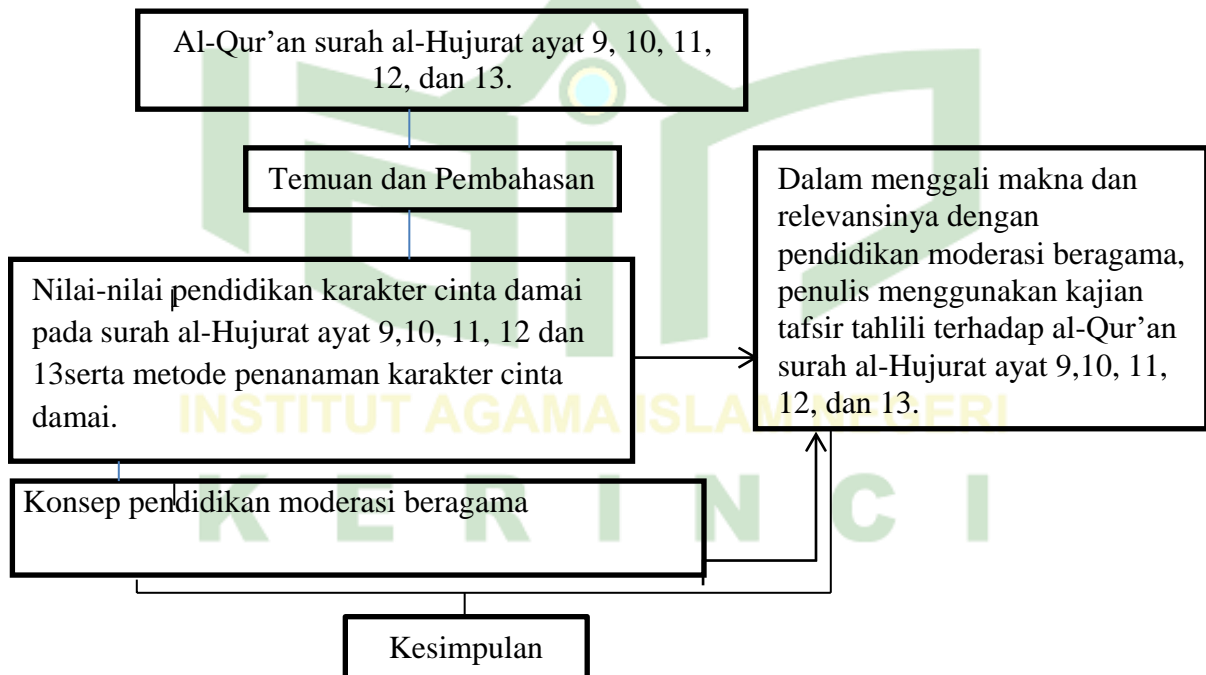 Al-Qur’an surah al-Hujurat ayat 9, 10, 11,
12, dan 13.
Temuan dan Pembahasan
Nilai-nilai pendidikan karakter cinta damai
pada surah al-Hujurat ayat 9,10, 11, 12 dan
13serta metode penanaman karakter cinta
damai.
Dalam menggali makna dan
relevansinya dengan
pendidikan moderasi beragama,
penulis menggunakan kajian
tafsir tahlili terhadap al-Qur’an
surah al-Hujurat ayat 9,10, 11,
12, dan 13.
INSTITUT AGAMA ISLAM NEGERI
KERINCI
Konsep pendidikan moderasi beragama
Kesimpulan